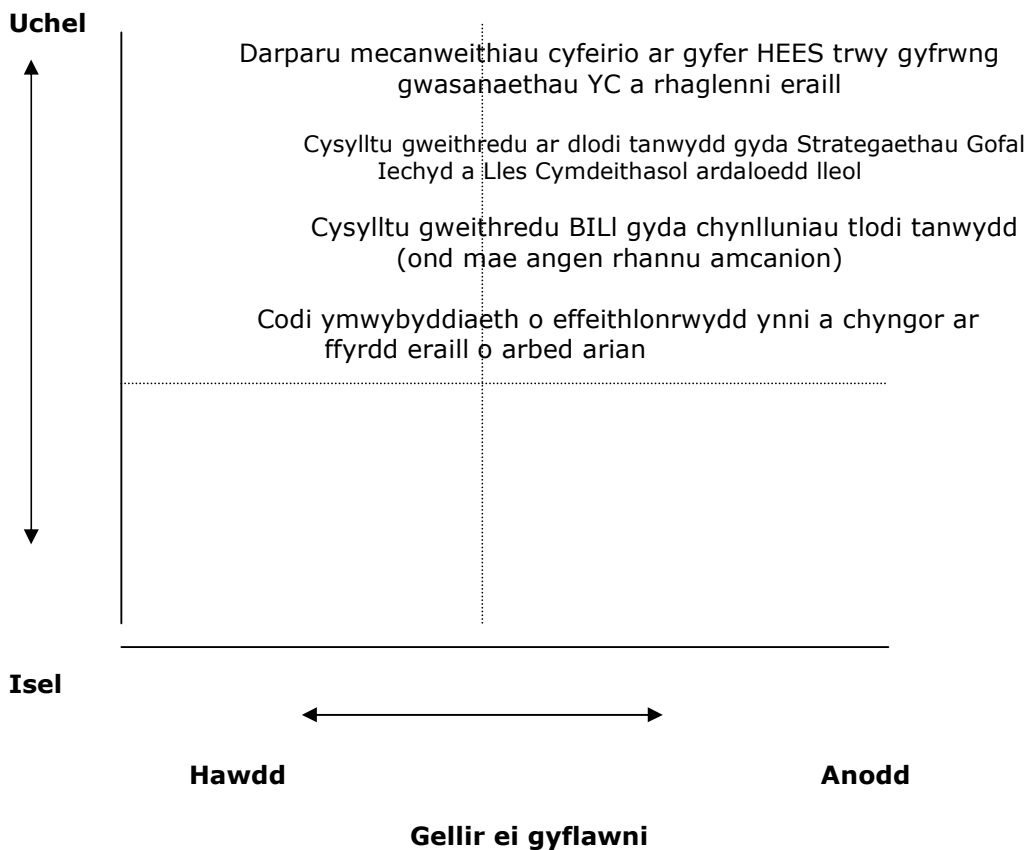 Uchel
Darparu mecanweithiau cyfeirio ar gyfer HEES trwy gyfrwng
gwasanaethau YC a rhaglenni eraill
Cysylltu gweithredu ar dlodi tanwydd gyda Strategaethau Gofal
Iechyd a Lles Cymdeithasol ardaloedd lleol
Cysylltu gweithredu BILl gyda chynlluniau tlodi tanwydd
(ond mae angen rhannu amcanion)
Codi ymwybyddiaeth o effeithlonrwydd ynni a chyngor ar
ffyrdd eraill o arbed arian
Isel
Hawdd Anodd
Gellir ei gyflawni